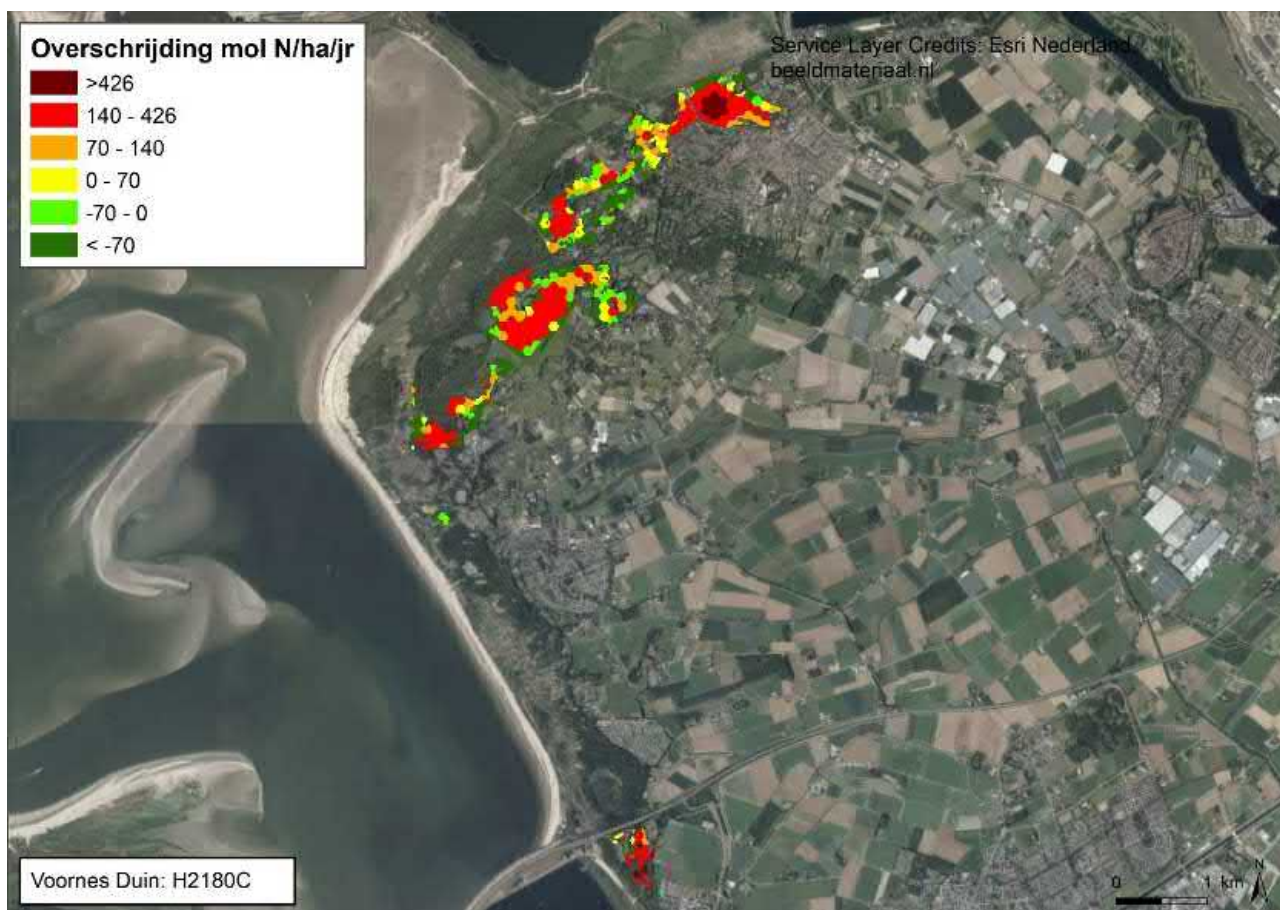 Overschrijding mol N/ha/jr
>426
140 - 426
70 - 140
0 - 70
-70 - 0
< -70
Service Layer Credits: Esri Nederland,
beeldmateriaal.nl
Voornes Duin: H2180C
N
0 1 km